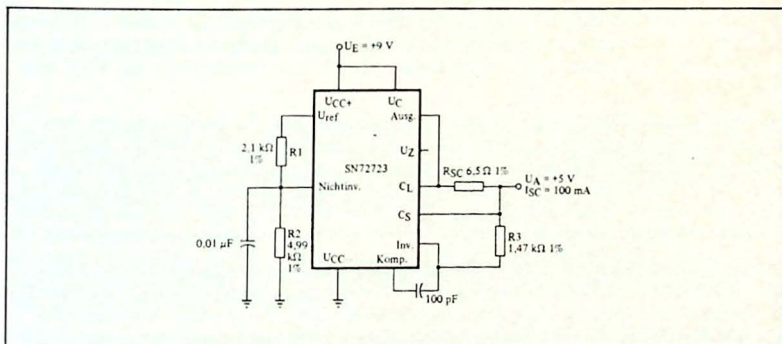 U_E = +9 V
U_CC+
U_C
U_ref
Ausg.
2,1 kΩ
1%
R1
U_Z
SN72723
R_SC 6,5 Ω 1%
U_A = +5 V
I_SC = 100 mA
Nichtinv.
C_L
C_S
0,01 µF
R2
4,99
kΩ
1%
R3
1,47 kΩ 1%
Inv.
U_CC-
Komp.
100 pF